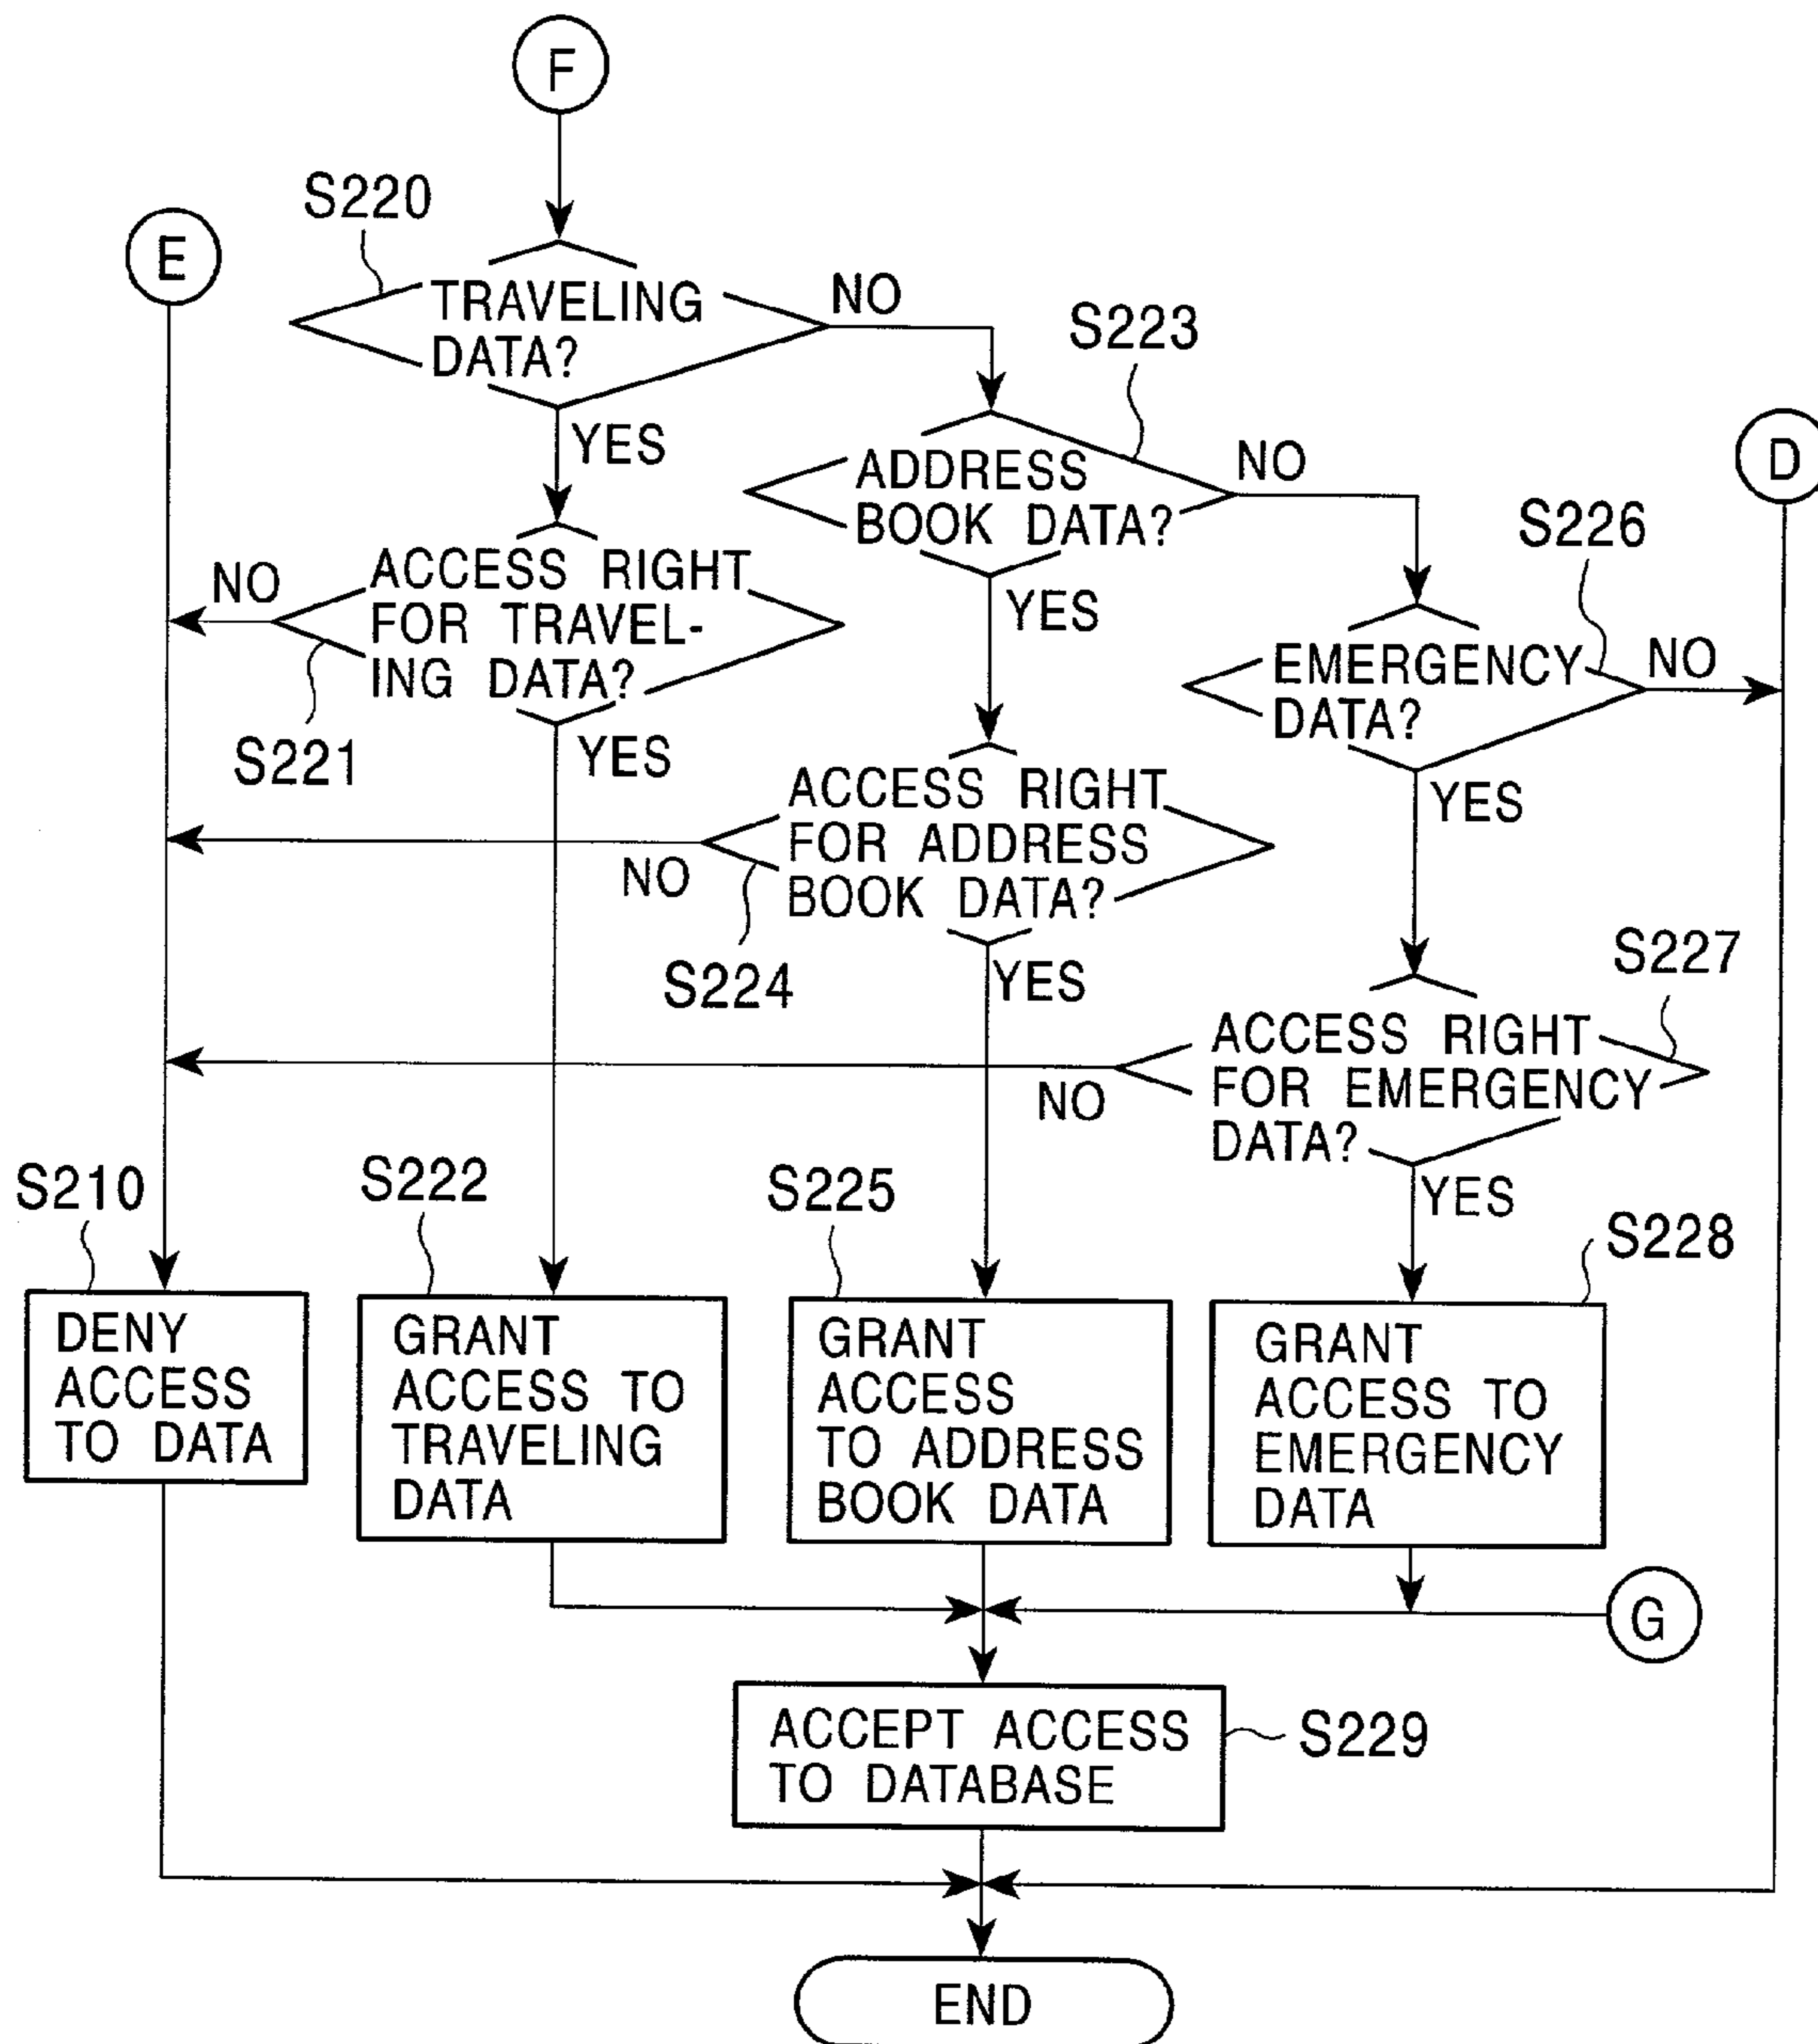 F
S220
E
TRAVELING
DATA?
NO
S223
YES
ADDRESS
BOOK DATA?
NO
D
S226
ACCESS RIGHT
FOR TRAVEL-
ING DATA?
NO
S221
YES
YES
EMERGENCY
DATA?
NO
YES
ACCESS RIGHT
FOR ADDRESS
BOOK DATA?
NO
S224
YES
S227
ACCESS RIGHT
FOR EMERGENCY
DATA?
NO
YES
S210
S222
S225
S228
DENY
ACCESS
TO DATA
GRANT
ACCESS TO
TRAVELING
DATA
GRANT
ACCESS
TO ADDRESS
BOOK DATA
GRANT
ACCESS TO
EMERGENCY
DATA
G
ACCEPT ACCESS
TO DATABASE
S229
END